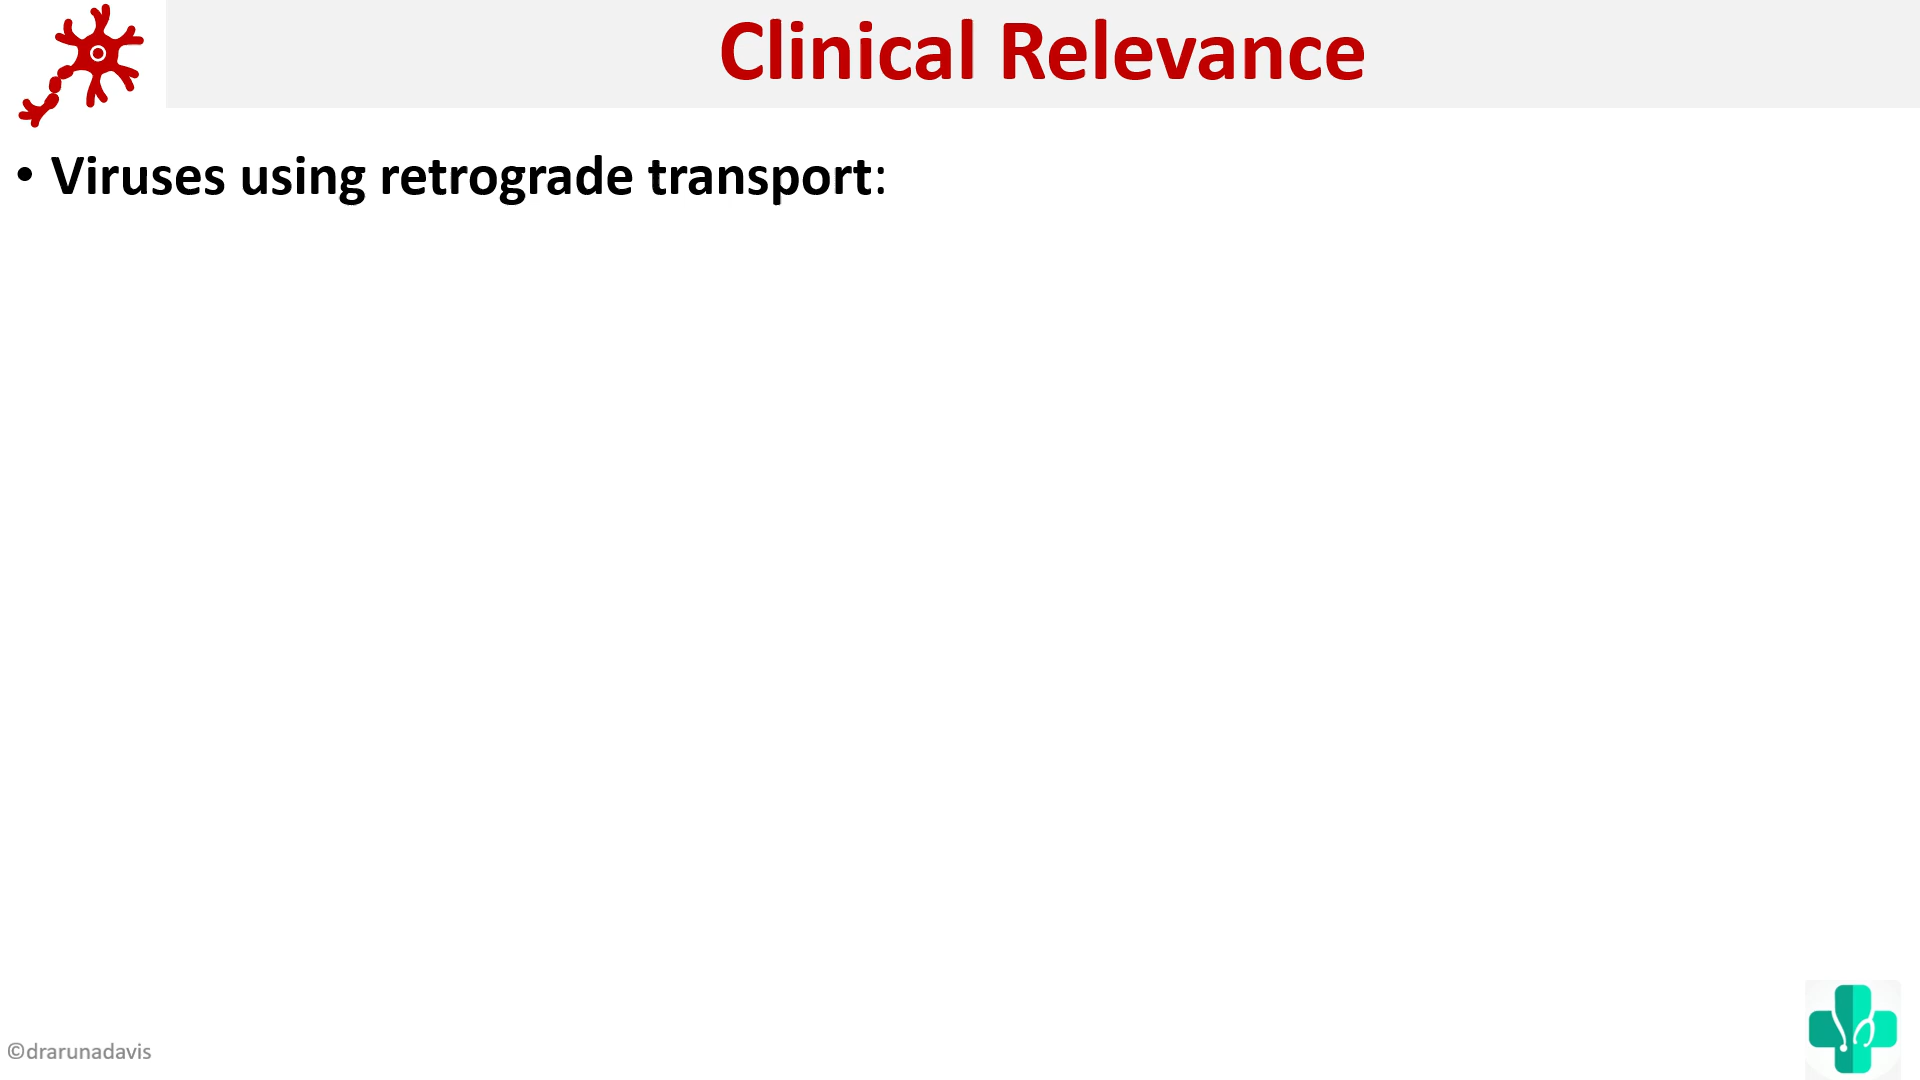 Clinical Relevance
• Viruses using retrograde transport:
©drarunadavis